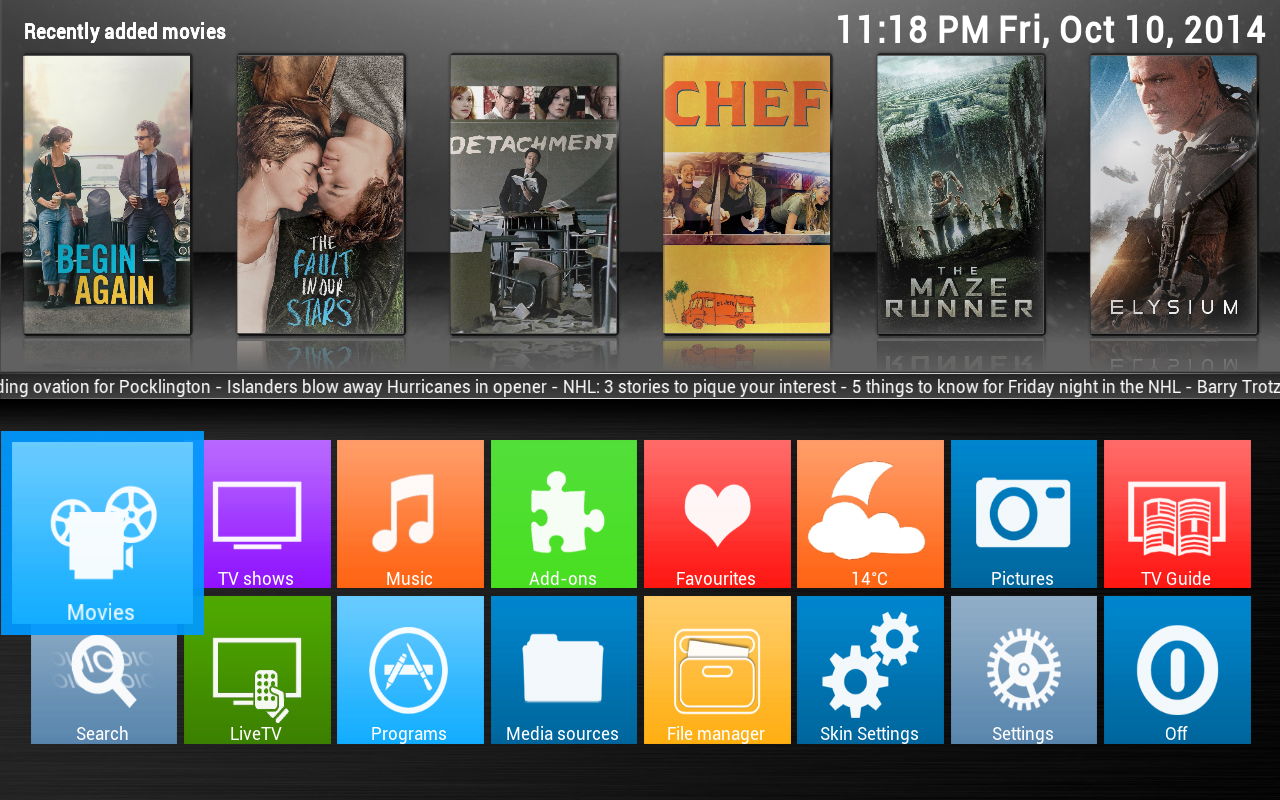 Recently added movies
11:18 PM Fri, Oct 10, 2014
BEGIN
AGAIN
THE
FAULT
IN OUR
STARS
DETACHMENT
CHEF
THE
MAZE
RUNNER
ELYSIUM
ding ovation for Pocklington - Islanders blow away Hurricanes in opener - NHL: 3 stories to pique your interest - 5 things to know for Friday night in the NHL - Barry Trotz
Movies
TV shows
Music
Add-ons
Favourites
14°C
Pictures
TV Guide
Search
LiveTV
Programs
Media sources
File manager
Skin Settings
Settings
Off